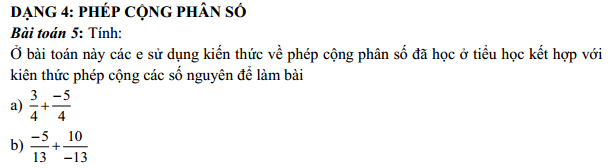 DẠNG 4: PHÉP CỘNG PHÂN SỐ
Bài toán 5: Tính:
Ở bài toán này các e sử dụng kiến thức về phép cộng phân số đã học ở tiểu học kết hợp với
kiên thức phép cộng các số nguyên để làm bài
a) 3/4 + -5/4
b) -5/13 + 10/-13